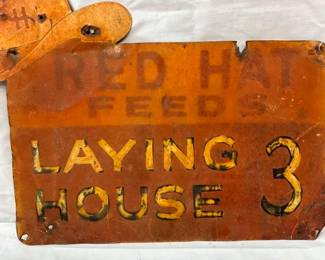 RED HAT
FEEDS
LAYING
HOUSE 3